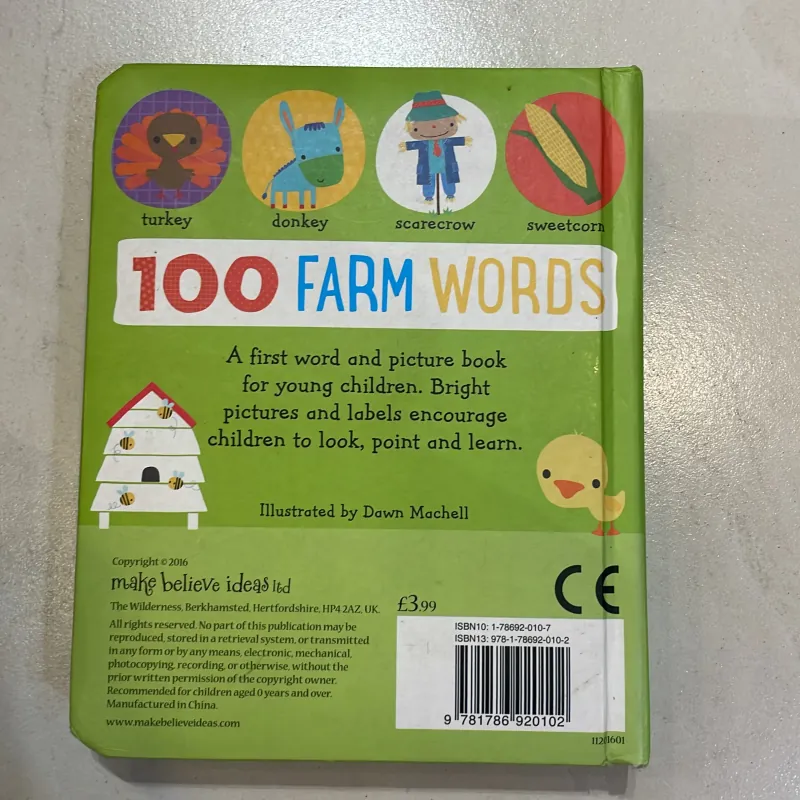 turkey donkey scarecrow sweetcorn
100 FARM WORDS
A first word and picture book
for young children. Bright
pictures and labels encourage
children to look, point and learn.
Illustrated by Dawn Machell
Copyright © 2016
make believe ideas ltd
The Wilderness, Berkhamsted, Hertfordshire, HP4 2AZ, UK.
All rights reserved. No part of this publication may be
reproduced, stored in a retrieval system, or transmitted
in any form or by any means, electronic, mechanical,
photocopying, recording, or otherwise, without the
prior written permission of the copyright owner.
Recommended for children aged 0 years and over.
Manufactured in China.
www.makebelieveideas.com
£3.99
CE
ISBN10: 1-78692-010-7
ISBN13: 978-1-78692-010-2
9 781786 920102